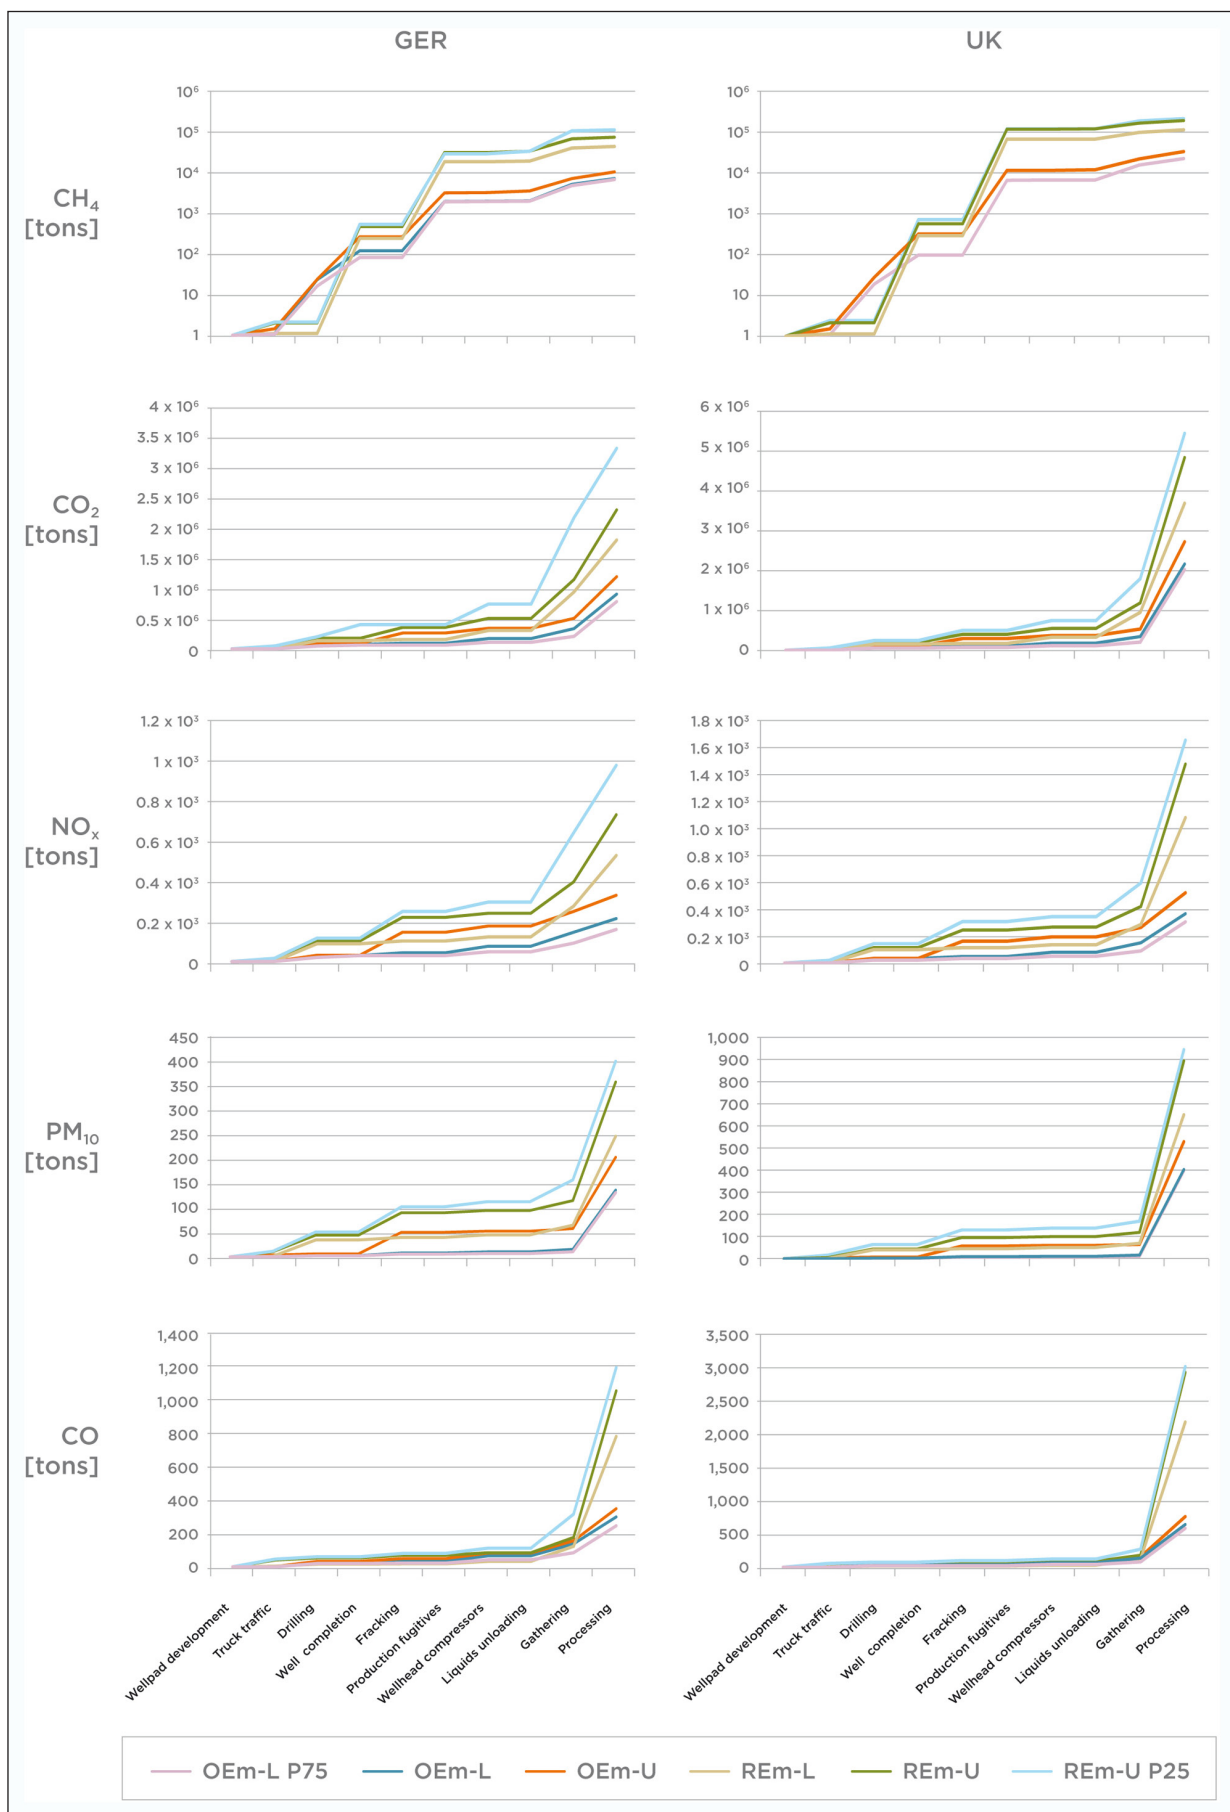 GER UK
CH₄
[tons]
10⁶ 10⁶
10⁵ 10⁵
10⁴ 10⁴
10³ 10³
10² 10²
10 10
1 1
CO₂
[tons]
4 x 10⁶ 6 x 10⁶
3.5 x 10⁶ 5 x 10⁶
3 x 10⁶ 4 x 10⁶
2.5 x 10⁶ 3 x 10⁶
2 x 10⁶ 2 x 10⁶
1.5 x 10⁶ 1 x 10⁶
1 x 10⁶ 0
0.5 x 10⁶
0
NOₓ
[tons]
1.2 x 10³ 1.8 x 10³
1 x 10³ 1.6 x 10³
0.8 x 10³ 1.4 x 10³
0.6 x 10³ 1.2 x 10³
0.4 x 10³ 1.0 x 10³
0.2 x 10³ 0.8 x 10³
0 0.6 x 10³
0.4 x 10³
0.2 x 10³
0
PM₁₀
[tons]
450 1,000
400 900
350 800
300 700
250 600
200 500
150 400
100 300
50 200
0 100
0
CO
[tons]
1,400 3,500
1,200 3,000
1,000 2,500
800 2,000
600 1,500
400 1,000
200 500
0 0
Wellpad development
Truck traffic
Drilling
Well completion
Fracking
Production fugitives
Wellhead compressors
Liquids unloading
Gathering
Processing
Wellpad development
Truck traffic
Drilling
Well completion
Fracking
Production fugitives
Wellhead compressors
Liquids unloading
Gathering
Processing
OEm-L P75 OEm-L OEm-U REm-L REm-U REm-U P25